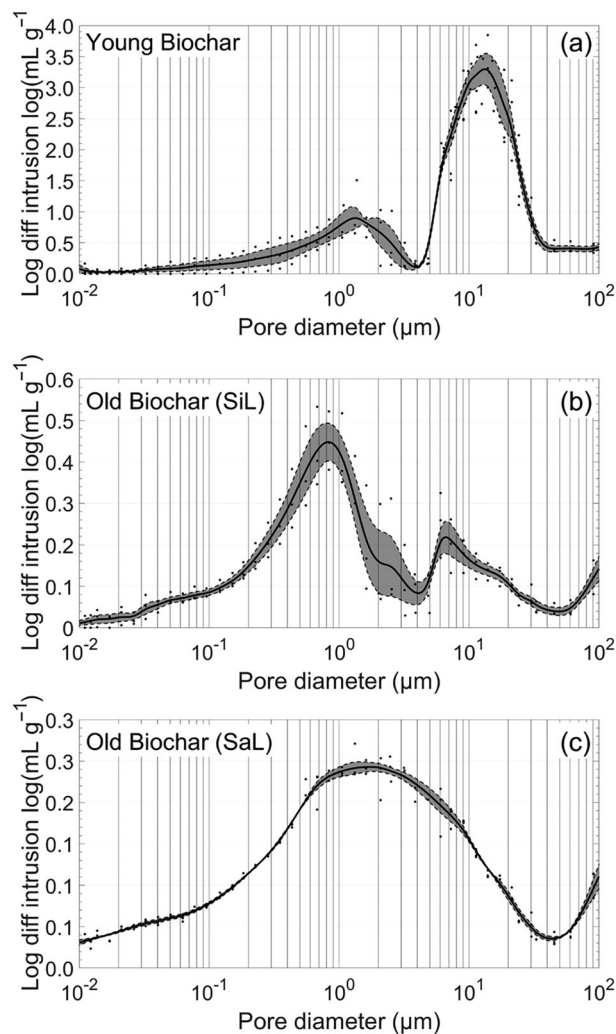 Young Biochar
(a)
Log diff intrusion log(mL g⁻¹)
4.0
3.5
3.0
2.5
2.0
1.5
1.0
0.5
0.0
10⁻² 10⁻¹ 10⁰ 10¹ 10²
Pore diameter (µm)
Old Biochar (SiL)
(b)
Log diff intrusion log(mL g⁻¹)
0.6
0.5
0.4
0.3
0.2
0.1
0
10⁻² 10⁻¹ 10⁰ 10¹ 10²
Pore diameter (µm)
Old Biochar (SaL)
(c)
Log diff intrusion log(mL g⁻¹)
0.3
0.3
0.2
0.1
0.1
0.1
0.0
10⁻² 10⁻¹ 10⁰ 10¹ 10²
Pore diameter (µm)